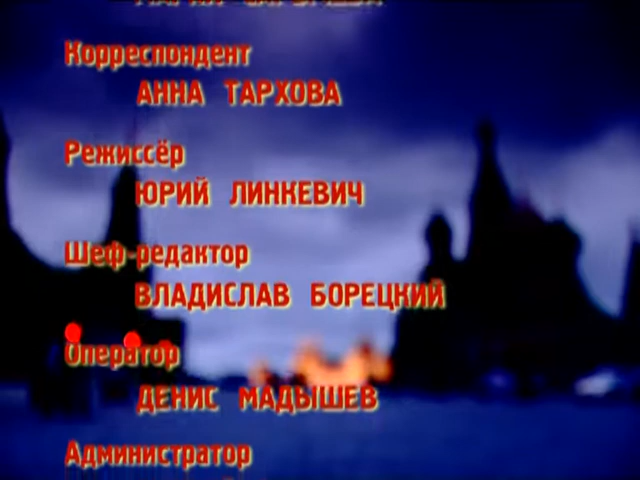 Корреспондент
АННА ТАРХОВА
Режиссёр
ЮРИЙ ЛИНКЕВИЧ
Шеф-редактор
ВЛАДИСЛАВ БОРЕЦКИЙ
Оператор
ДЕНИС МАДЫШЕВ
Администратор